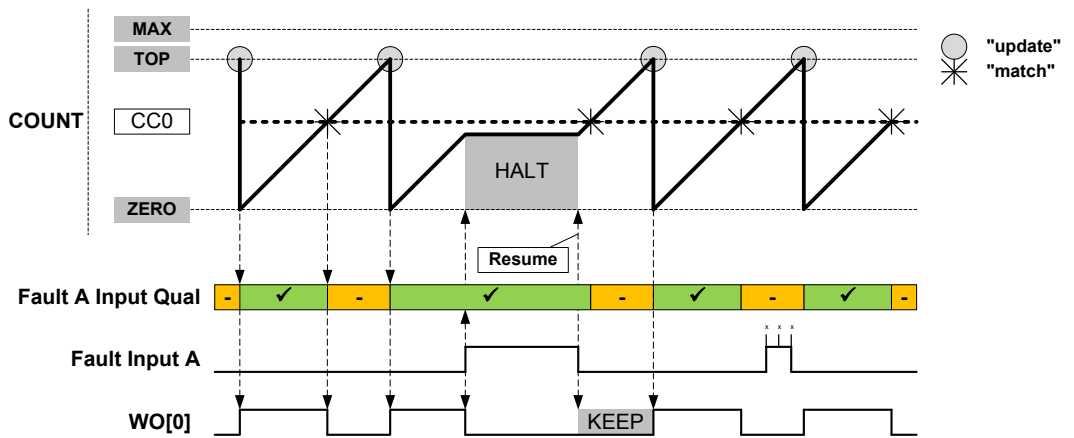 MAX
TOP
"update"
"match"
COUNT
CC0
HALT
ZERO
Resume
Fault A Input Qual
- ✓ - ✓ - ✓ - ✓ -
x x x
Fault Input A
WO[0]
KEEP